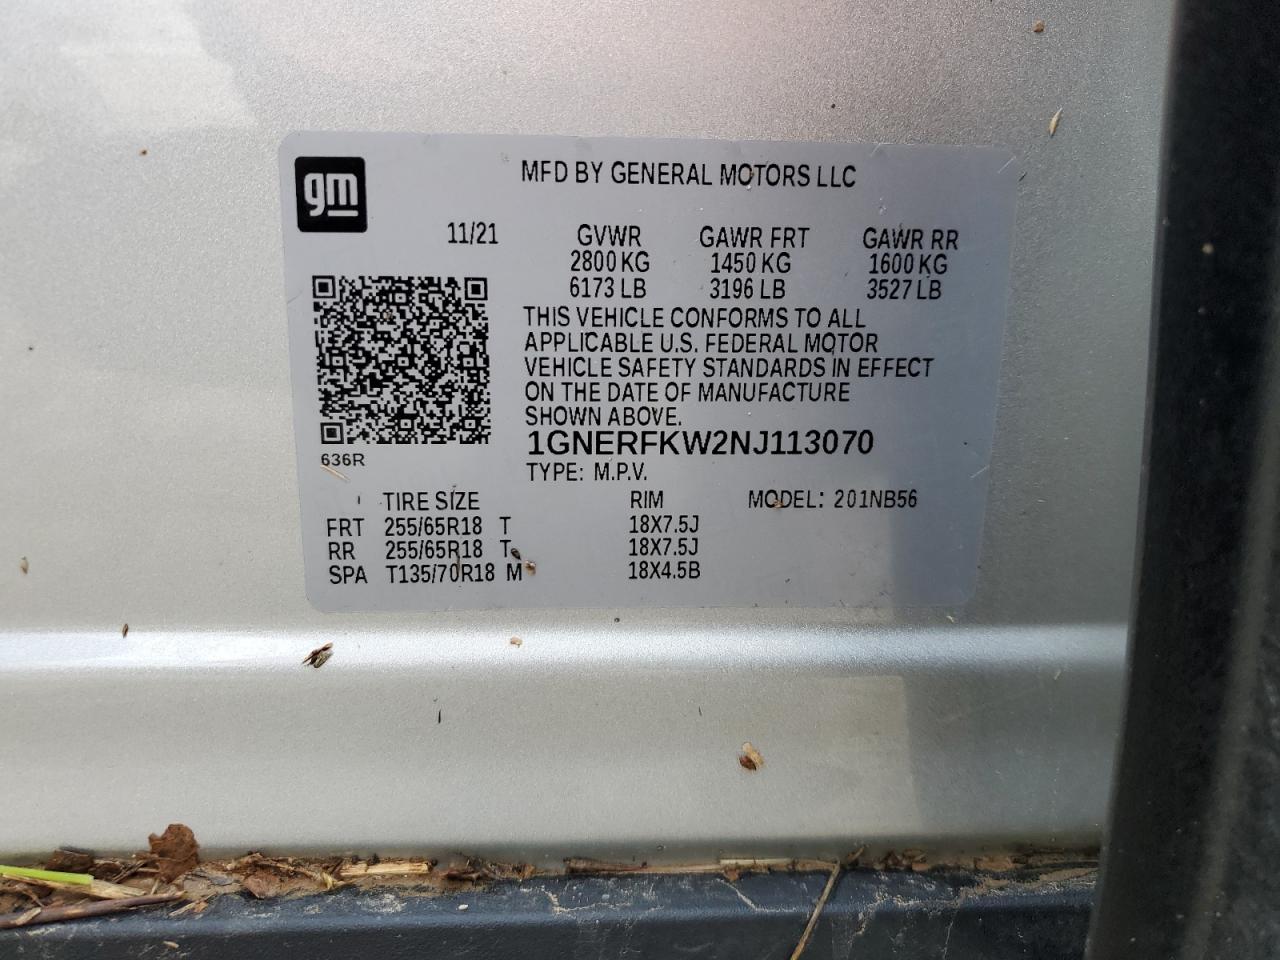 gm
MFD BY GENERAL MOTORS LLC
11/21 GVWR GAWR FRT GAWR RR
2800 KG 1450 KG 1600 KG
6173 LB 3196 LB 3527 LB
THIS VEHICLE CONFORMS TO ALL
APPLICABLE U.S. FEDERAL MOTOR
VEHICLE SAFETY STANDARDS IN EFFECT
ON THE DATE OF MANUFACTURE
SHOWN ABOVE.
1GNERFKW2NJ113070
636R
TYPE: M.P.V.
TIRE SIZE RIM MODEL: 201NB56
FRT 255/65R18 T 18X7.5J
RR 255/65R18 T 18X7.5J
SPA T135/70R18 M 18X4.5B